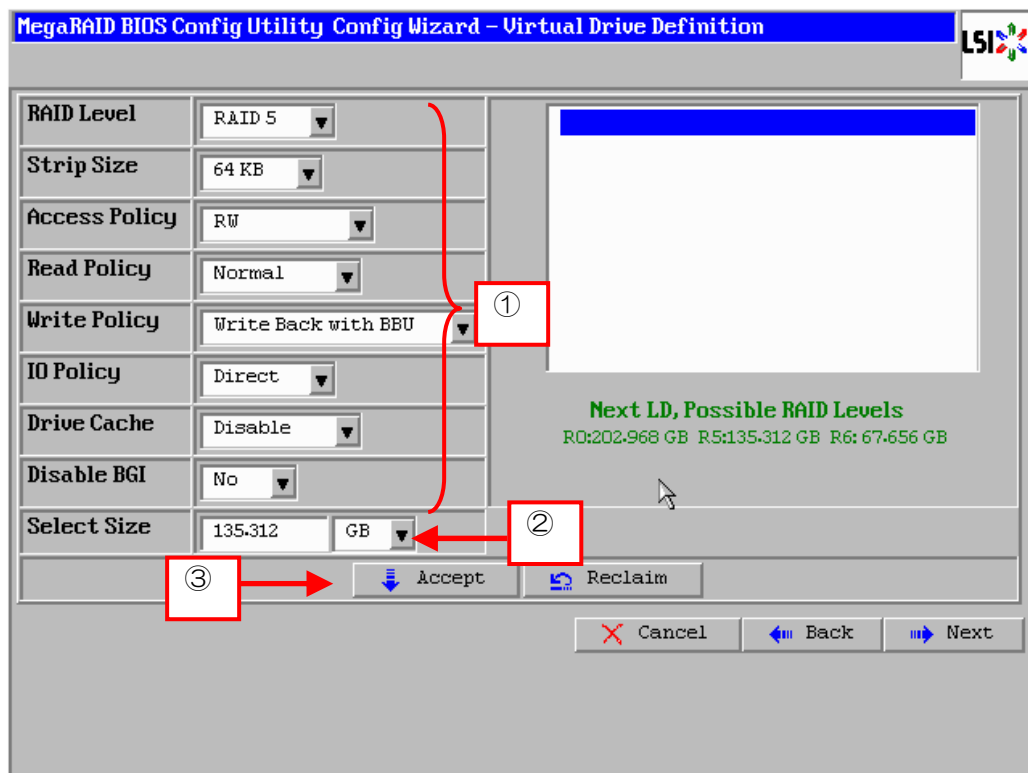 MegaRAID BIOS Config Utility Config Wizard – Virtual Drive Definition
LSI
RAID Level RAID 5
Strip Size 64 KB
Access Policy RW
Read Policy Normal
Write Policy Write Back with BBU
IO Policy Direct
Drive Cache Disable
Disable BGI No
Select Size 135.312 GB
①
②
③
Next LD, Possible RAID Levels
R0:202.968 GB R5:135.312 GB R6: 67.656 GB
Accept Reclaim
Cancel Back Next